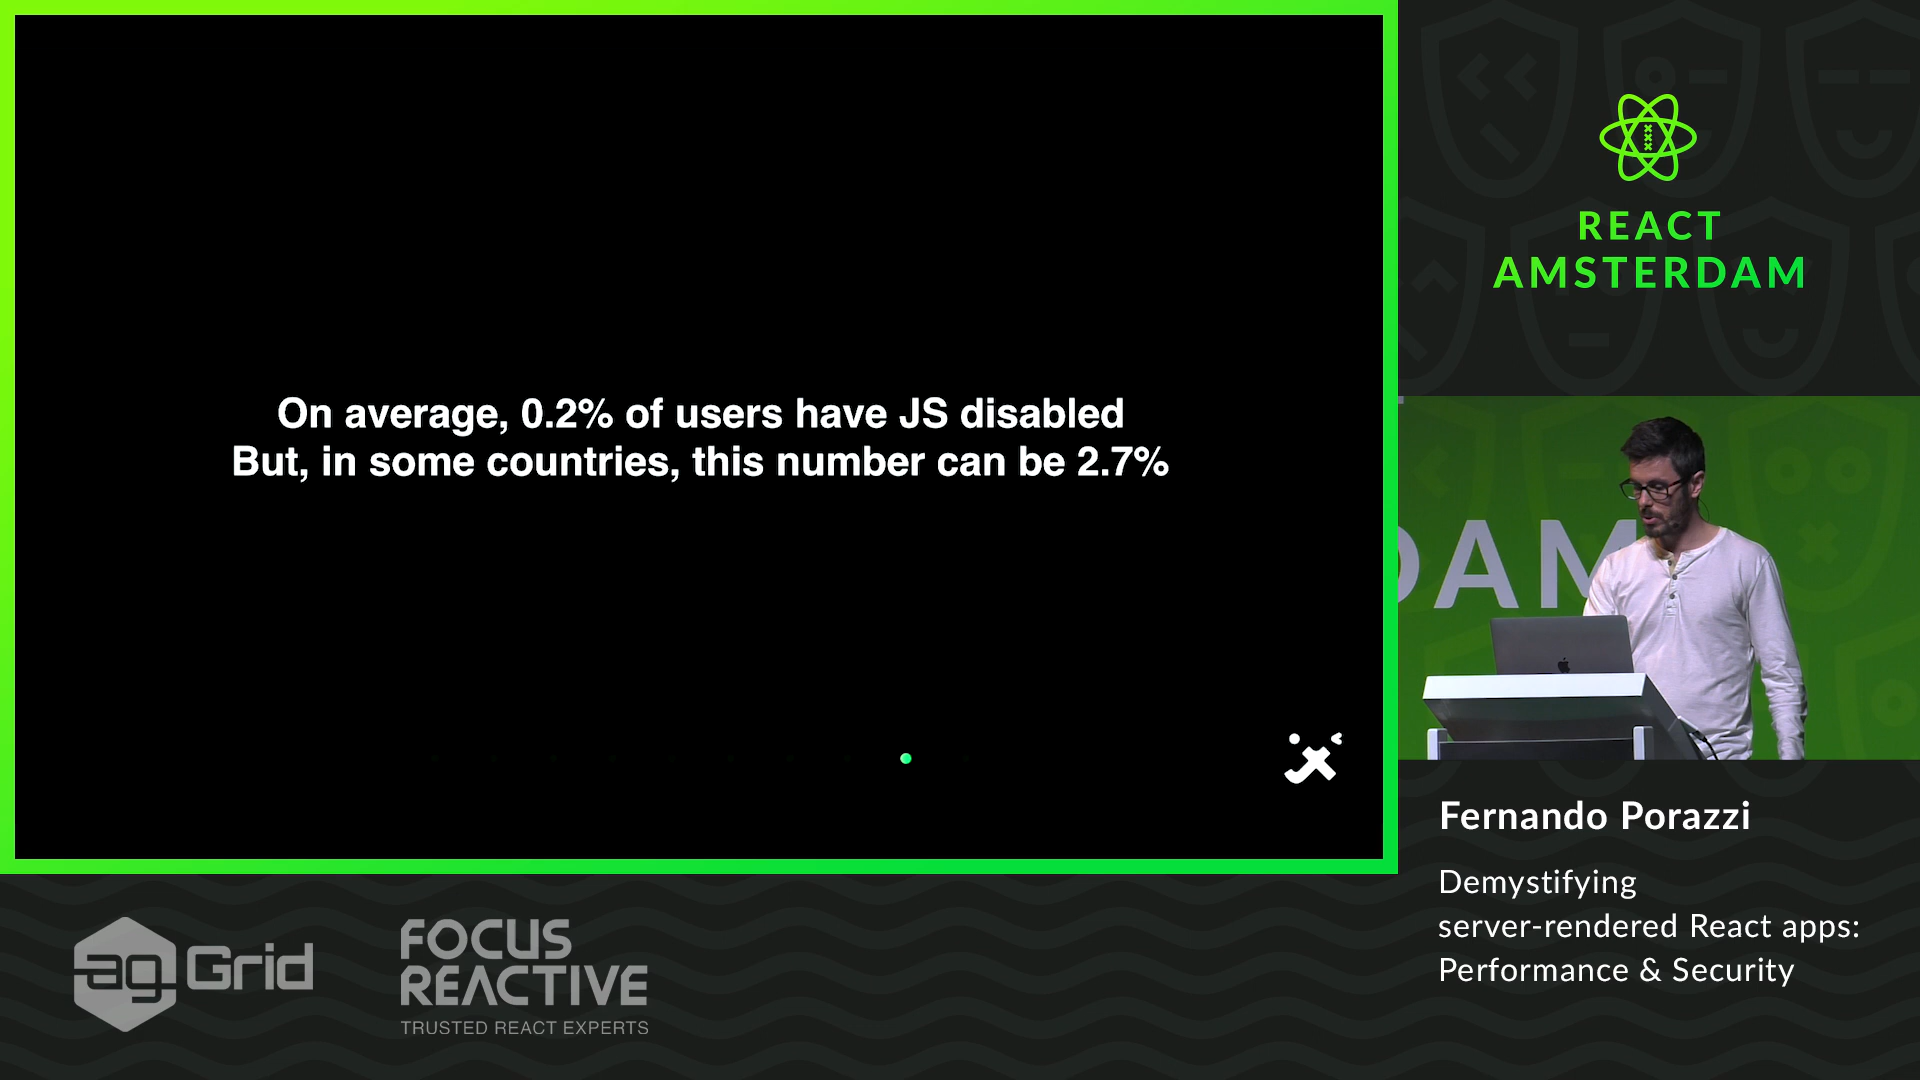 On average, 0.2% of users have JS disabled
But, in some countries, this number can be 2.7%
REACT
AMSTERDAM
DAM
Fernando Porazzi
Demystifying
server-rendered React apps:
Performance & Security
ag Grid
FOCUS
REACTIVE
TRUSTED REACT EXPERTS